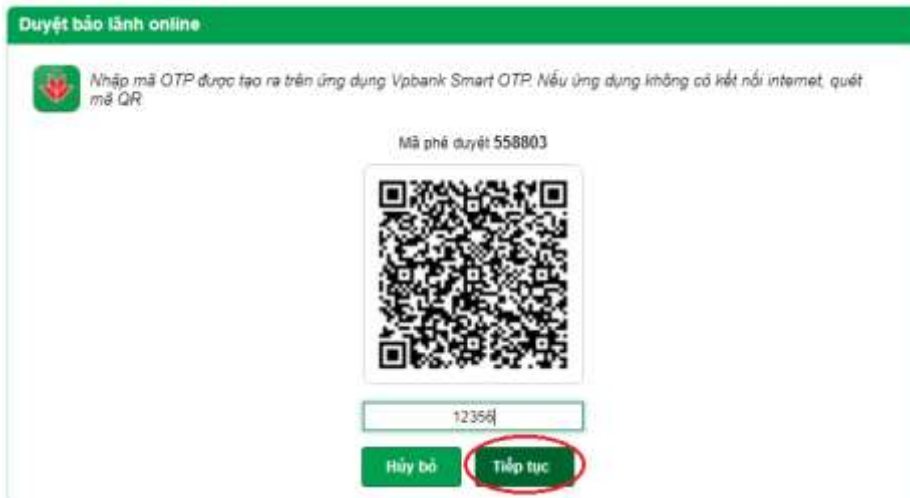 Duyệt bảo lãnh online
Nhập mã OTP được tạo ra trên ứng dụng Vpbank Smart OTP. Nếu ứng dụng không có kết nối internet, quét
mã QR
Mã phê duyệt 558803
12356
Hủy bỏ Tiếp tục